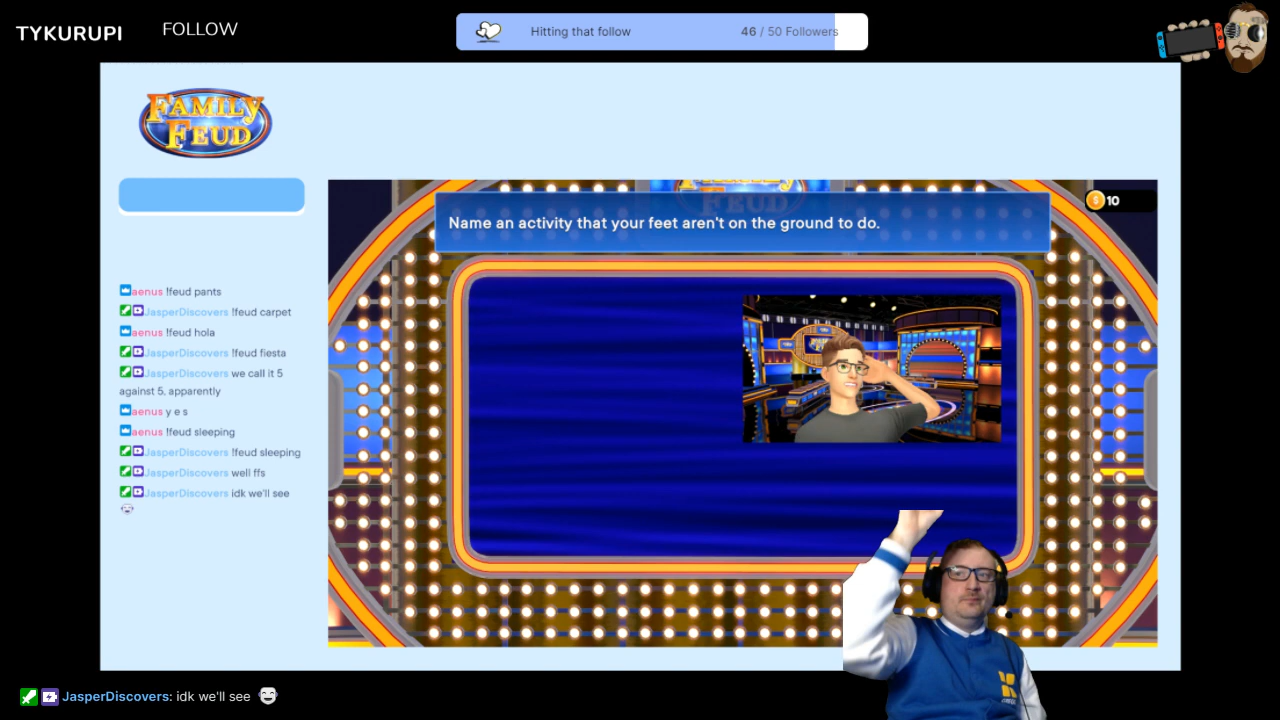 TYKURUPI
FOLLOW
Hitting that follow
46 / 50 Followers
FAMILY
FEUD
Name an activity that your feet aren't on the ground to do.
$ 10
aenus !feud pants
JasperDiscovers !feud carpet
aenus !feud hola
JasperDiscovers !feud fiesta
JasperDiscovers we call it 5
against 5, apparently
aenus y e s
aenus !feud sleeping
JasperDiscovers !feud sleeping
JasperDiscovers well ffs
JasperDiscovers idk we'll see
JasperDiscovers: idk we'll see